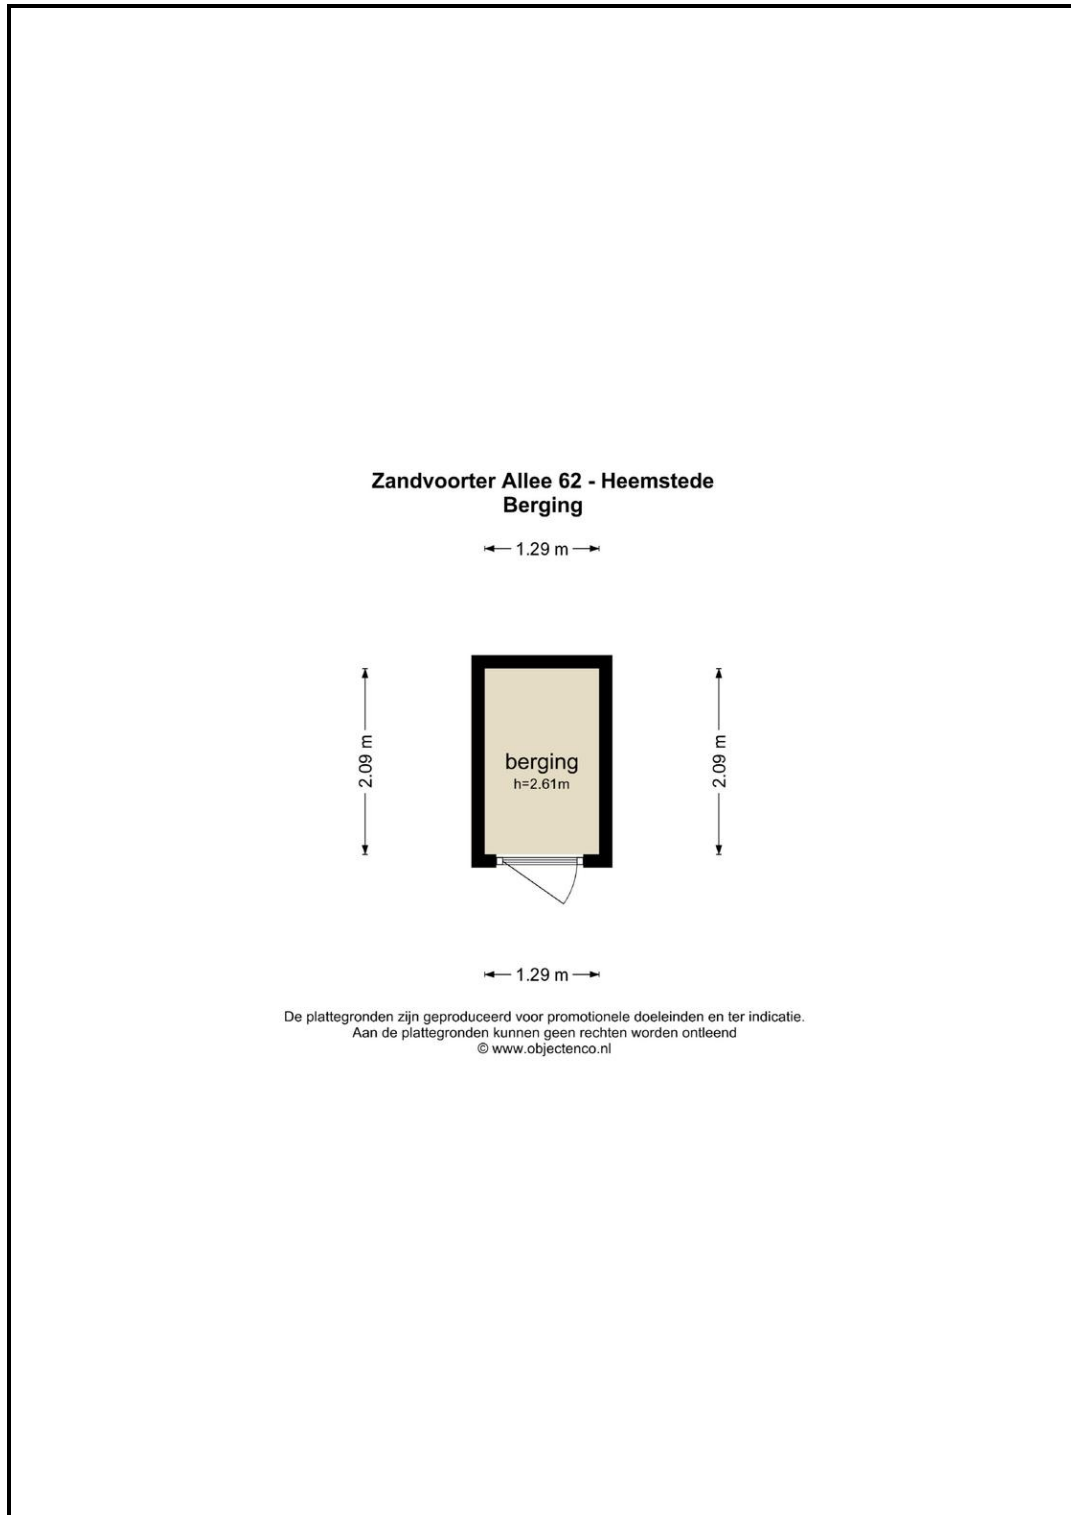 Zandvoorter Allee 62 - Heemstede
Berging
1.29 m
2.09 m
2.09 m
berging
h=2.61m
1.29 m
De plattegronden zijn geproduceerd voor promotionele doeleinden en ter indicatie.
Aan de plattegronden kunnen geen rechten worden ontleend
© www.objectenco.nl